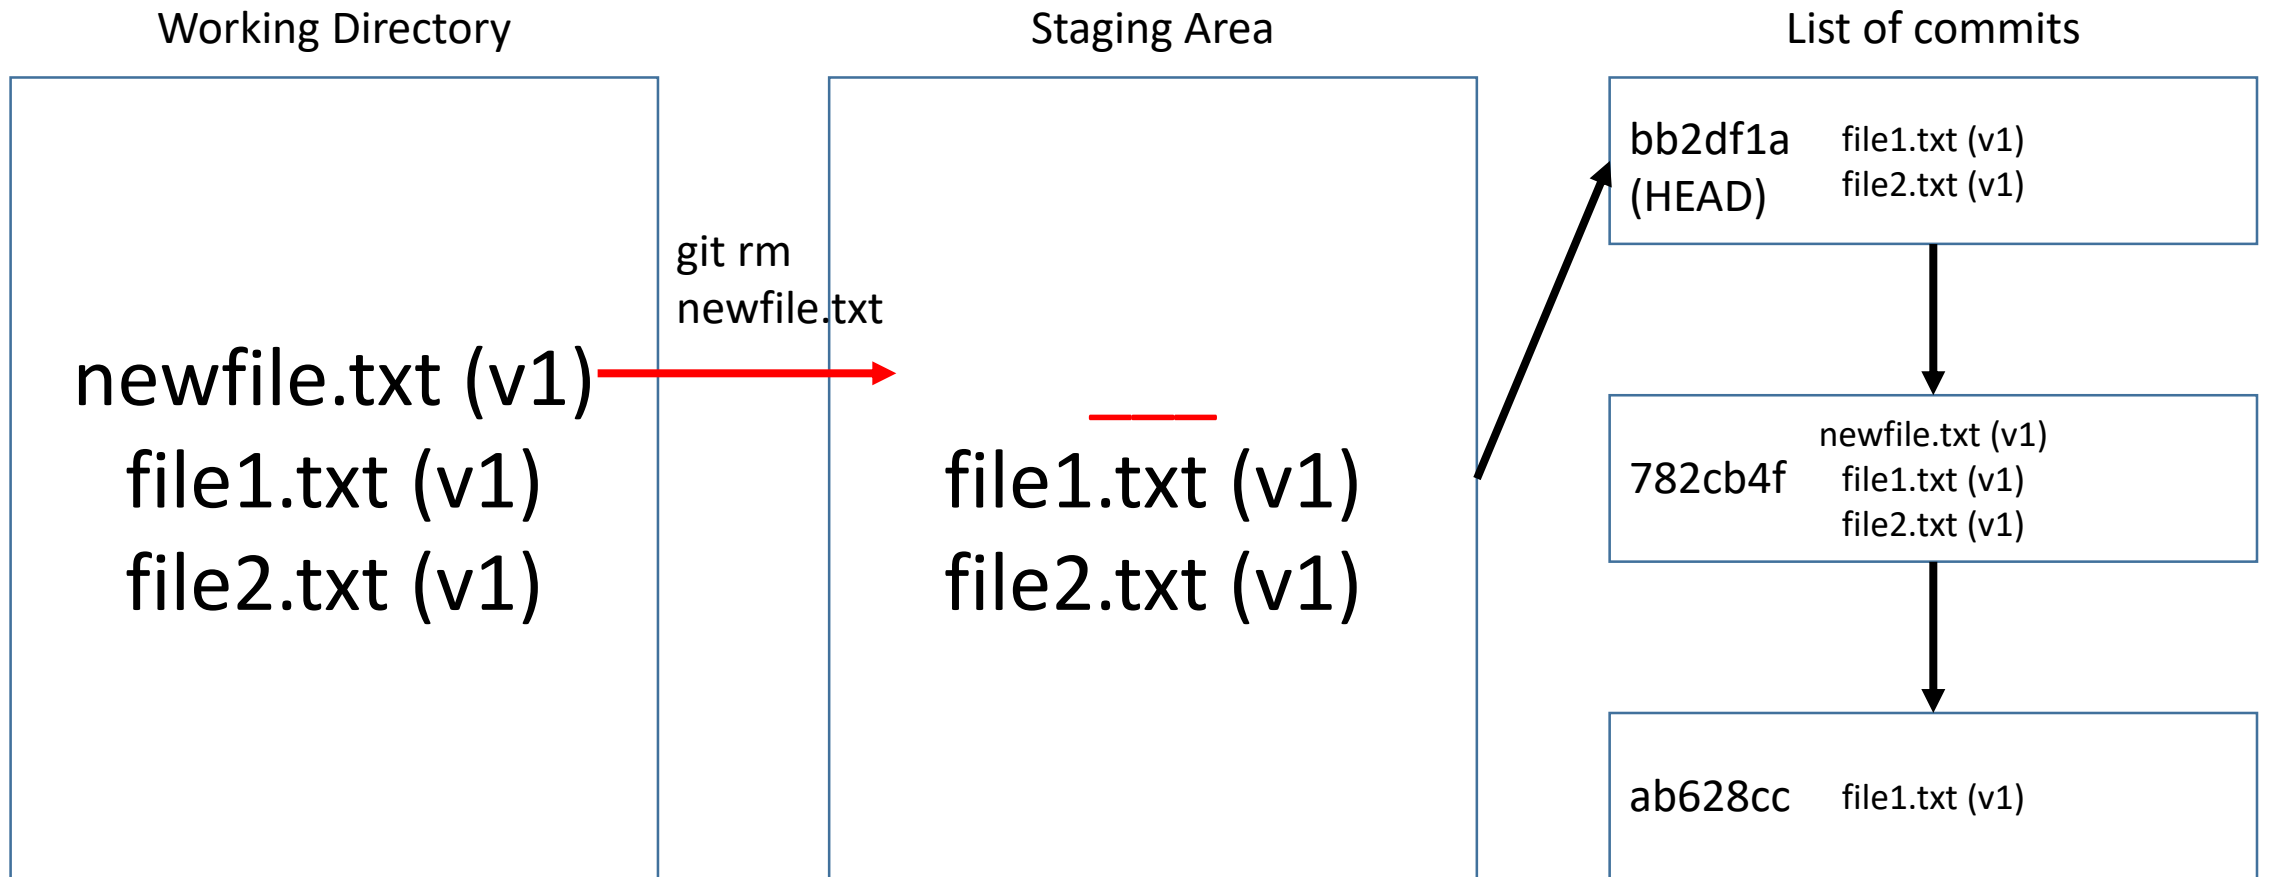 Working Directory
Staging Area
List of commits
git rm
newfile.txt
newfile.txt (v1)
file1.txt (v1)
file2.txt (v1)
___
file1.txt (v1)
file2.txt (v1)
bb2df1a
(HEAD)
file1.txt (v1)
file2.txt (v1)
782cb4f
newfile.txt (v1)
file1.txt (v1)
file2.txt (v1)
ab628cc
file1.txt (v1)